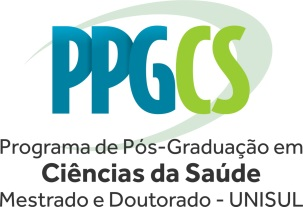 PPGCS
Programa de Pós-Graduação em
Ciências da Saúde
Mestrado e Doutorado - UNISUL